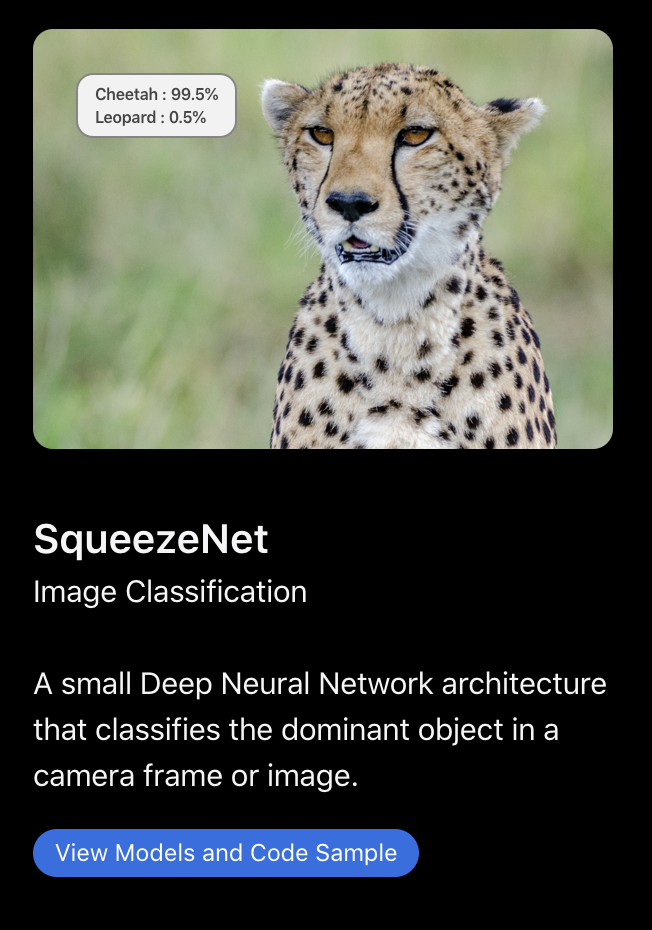 Cheetah : 99.5%
Leopard : 0.5%
SqueezeNet
Image Classification
A small Deep Neural Network architecture
that classifies the dominant object in a
camera frame or image.
View Models and Code Sample